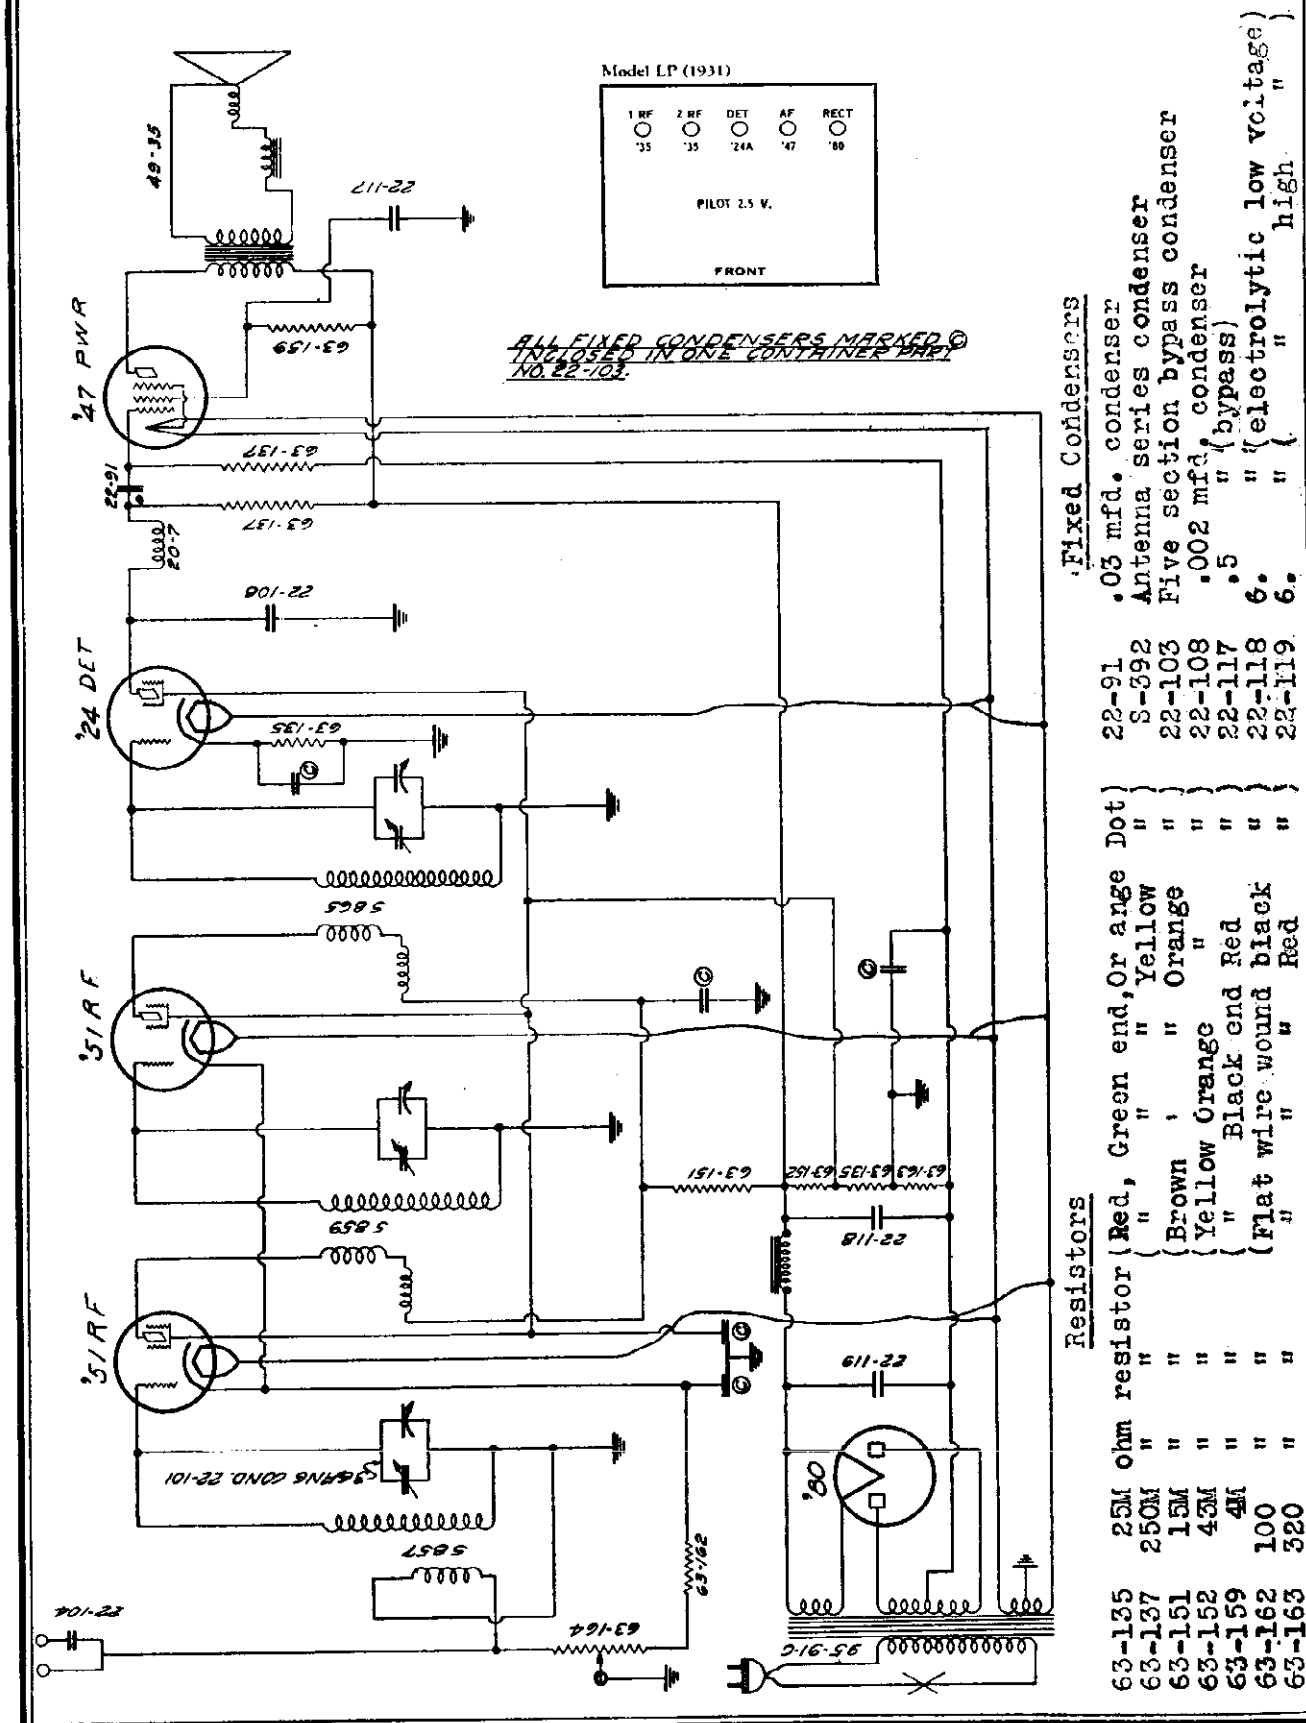 Model LP (1931)
1 RF 2 RF DET AF RECT
'35 '35 '24A '47 '80
PILOT 2.5 V.
FRONT
ALL FIXED CONDENSERS MARKED ©
INCLOSED IN ONE CONTAINER PART
NO. 22-103.
49-35
22-117
'47 PWR
63-159
63-137
22-91
63-137
20-7
22-108
'24 DET
63-135
©
S 865
'51 RF
©
©
S 859
63-151
63-152
63-135
63-163
22-118
'51 RF
©
©
22-119
'80
3 GANG COND. 22-101
S 857
63-162
22-104
63-164
95-91-C
Resistors
63-135 25M ohm resistor (Red, Green end, Or ange Dot)
63-137 250M " " ( " " " Yellow " )
63-151 15M " " (Brown ' " Orange " )
63-152 43M " " (Yellow Orange " " )
63-159 4M " " ( " Black end Red " )
63-162 100 " " (Flat wire wound black " )
63-163 320 " " " " " Red " )
Fixed Condensers
22-91 .03 mfd. condenser
S-392 Antenna series condenser
22-103 Five section bypass condenser
22-108 .002 mfd. condenser
22-117 .5 " (bypass)
22-118 6. " (electrolytic low voltage)
22-119 6. " ( " high " )